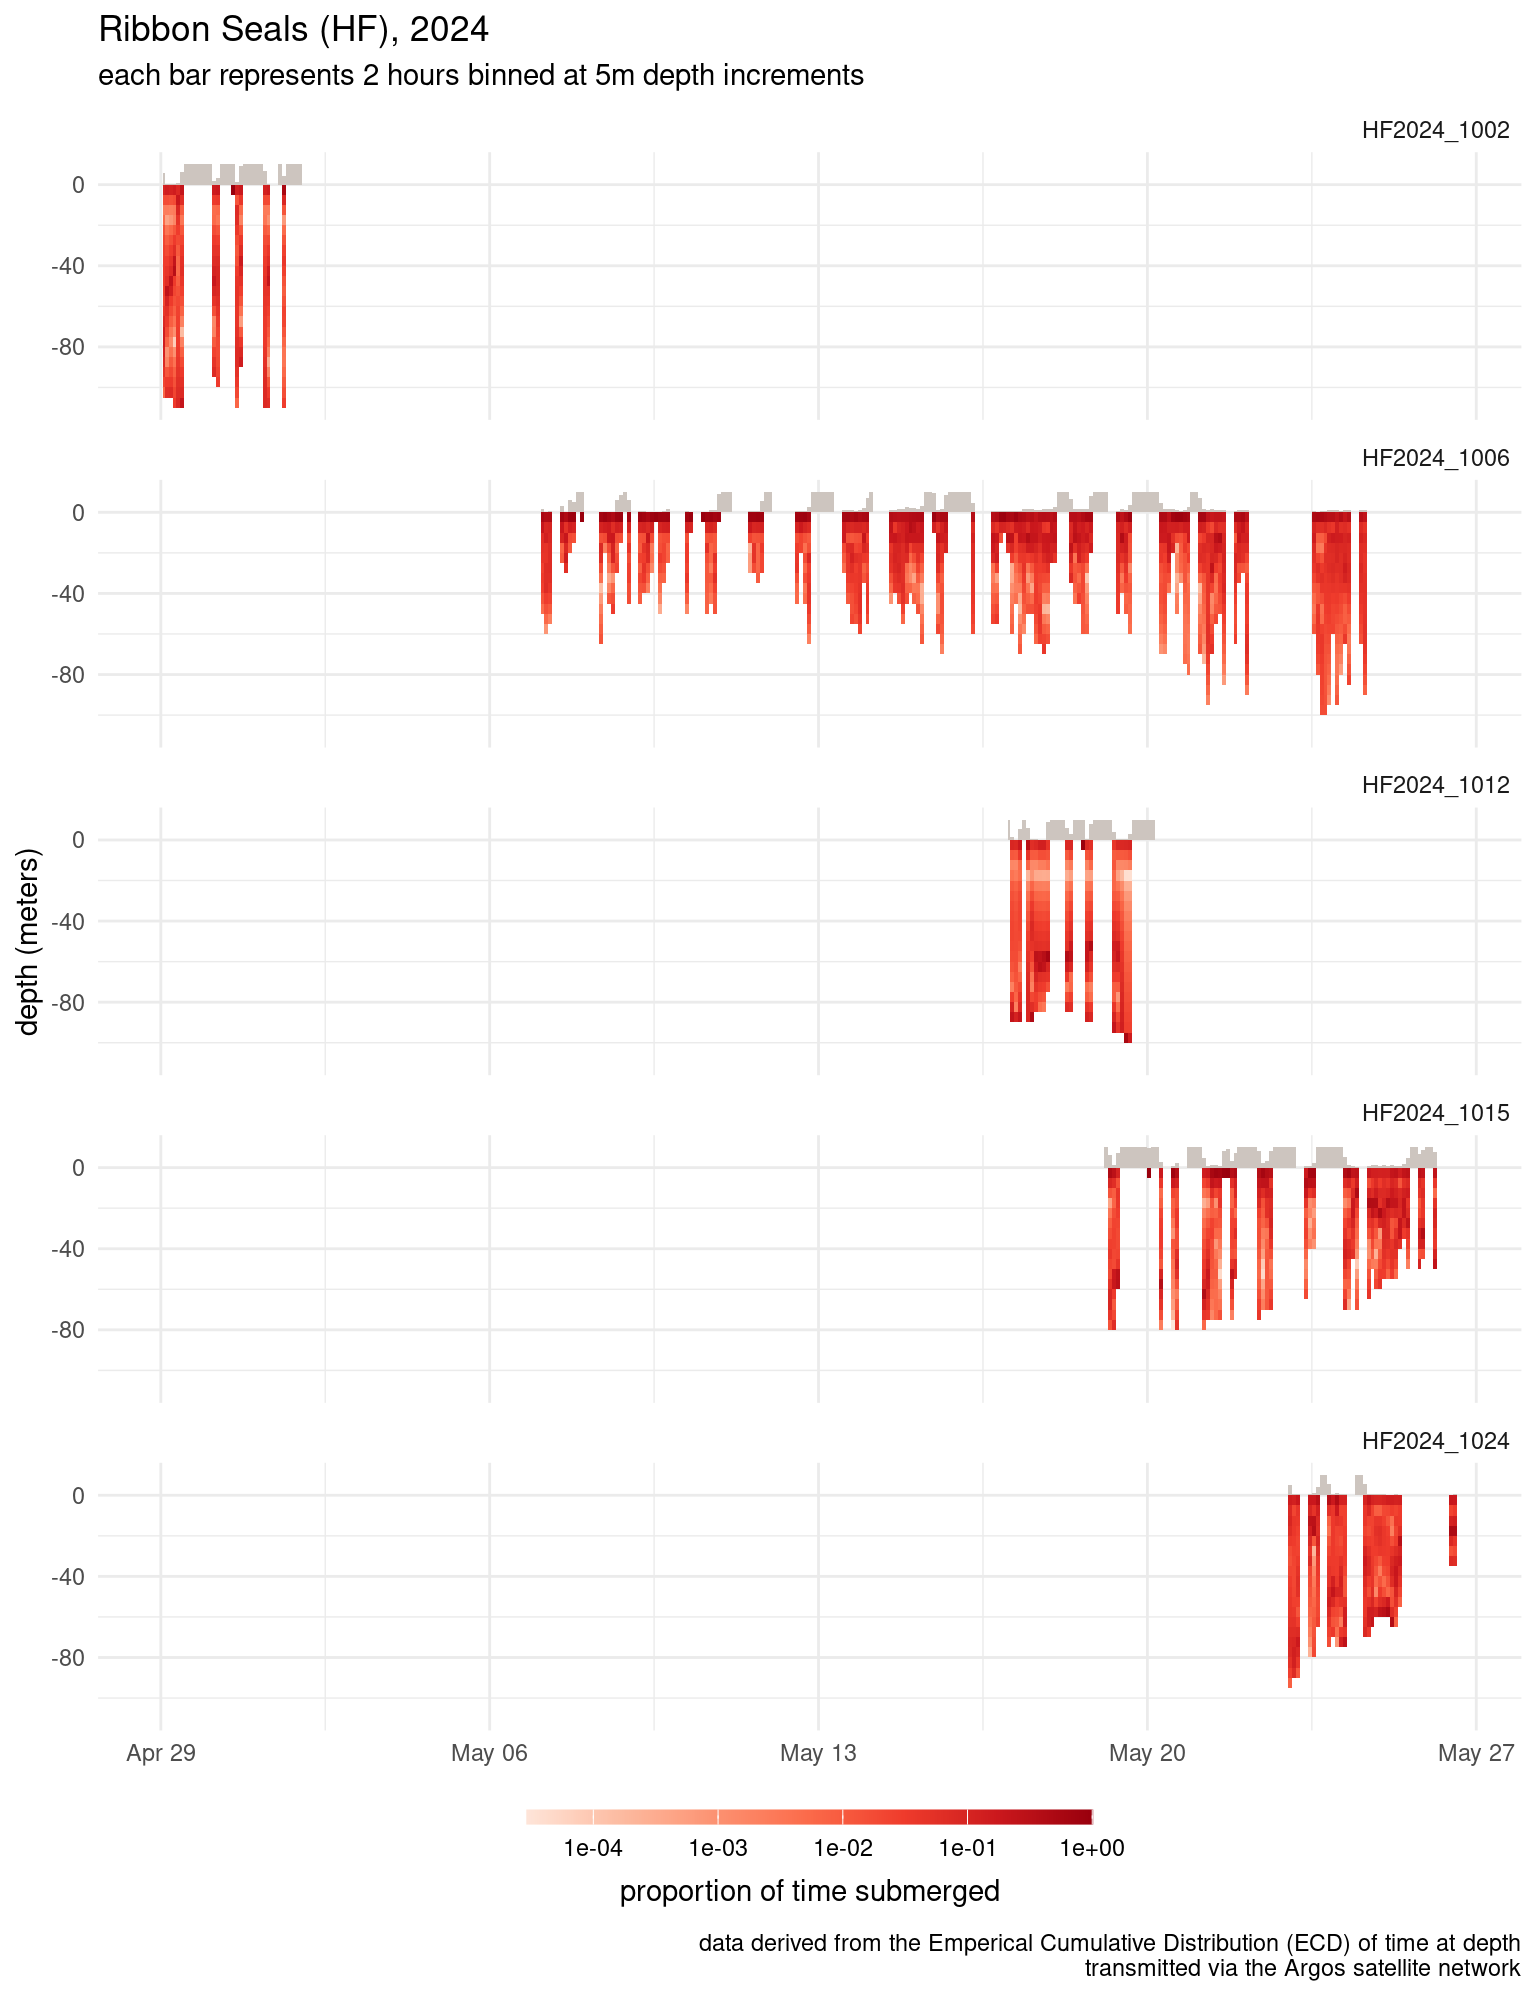 Ribbon Seals (HF), 2024
each bar represents 2 hours binned at 5m depth increments
HF2024_1002
0
-40
-80
HF2024_1006
0
-40
-80
HF2024_1012
0
-40
-80
depth (meters)
HF2024_1015
0
-40
-80
HF2024_1024
0
-40
-80
Apr 29 May 06 May 13 May 20 May 27
1e-04 1e-03 1e-02 1e-01 1e+00
proportion of time submerged
data derived from the Emperical Cumulative Distribution (ECD) of time at depth
transmitted via the Argos satellite network